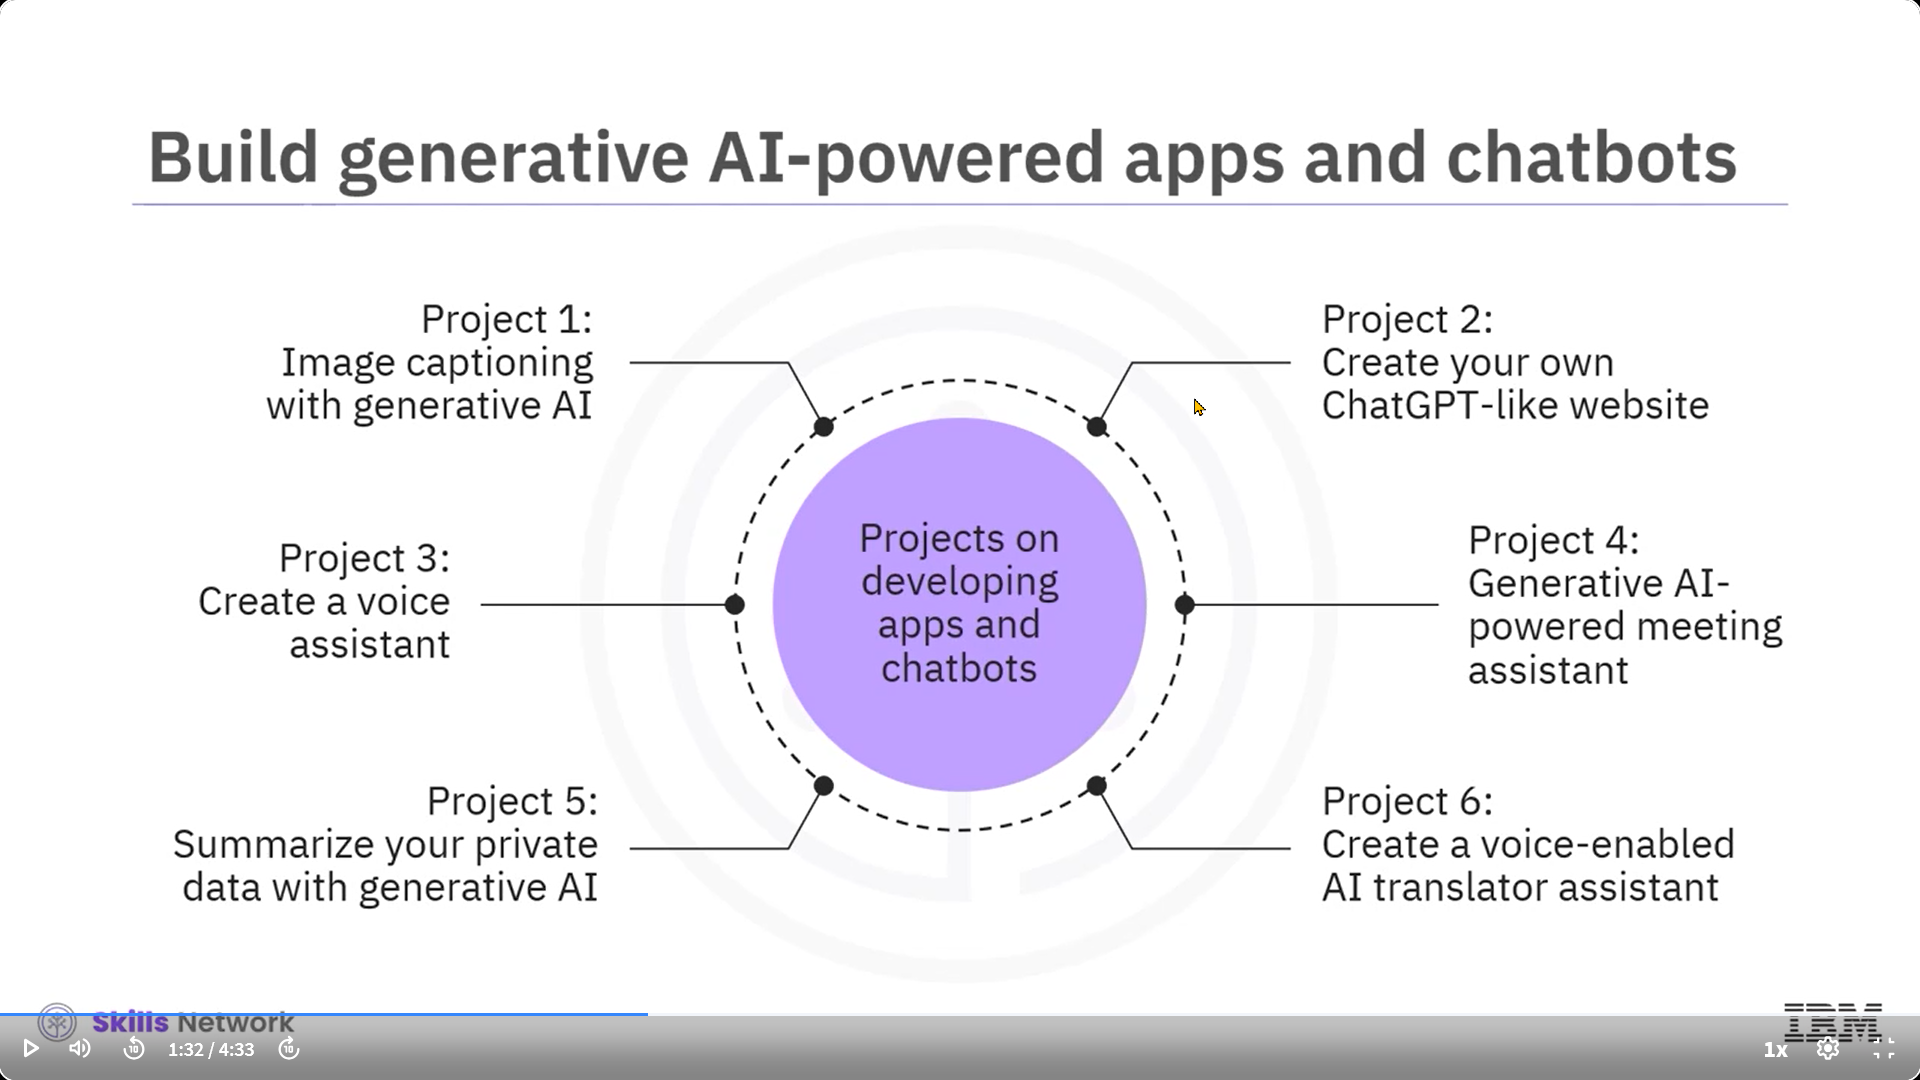 Build generative AI-powered apps and chatbots
Project 1:
Image captioning
with generative AI
Project 2:
Create your own
ChatGPT-like website
Project 3:
Create a voice
assistant
Projects on
developing
apps and
chatbots
Project 4:
Generative AI-
powered meeting
assistant
Project 5:
Summarize your private
data with generative AI
Project 6:
Create a voice-enabled
AI translator assistant
Skills Network
IBM
10
1:32 / 4:33
10
1x